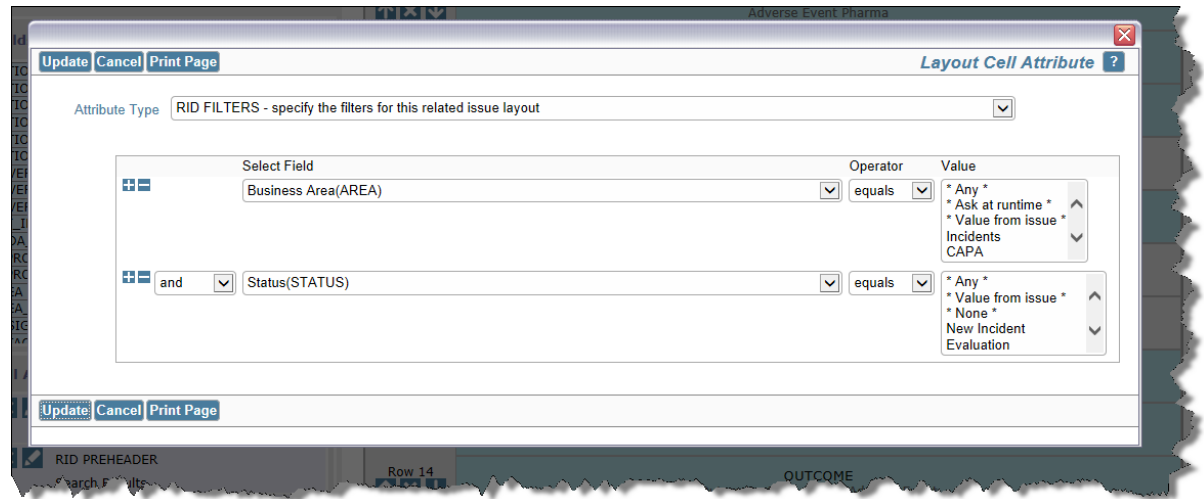 Adverse Event Pharma
Update Cancel Print Page
Layout Cell Attribute ?
Attribute Type RID FILTERS - specify the filters for this related issue layout
Select Field Operator Value
Business Area(AREA) equals * Any *
* Ask at runtime *
* Value from issue *
Incidents
CAPA
and Status(STATUS) equals * Any *
* Value from issue *
* None *
New Incident
Evaluation
Update Cancel Print Page
RID PREHEADER
Row 14
Search Results
OUTCOME